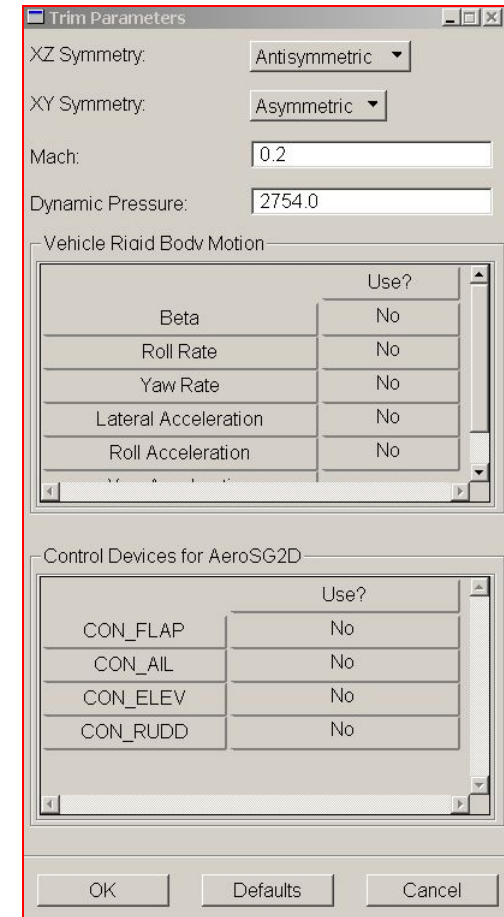 Trim Parameters
XZ Symmetry: Antisymmetric
XY Symmetry: Asymmetric
Mach: 0.2
Dynamic Pressure: 2754.0
Vehicle Rigid Body Motion
Use?
Beta No
Roll Rate No
Yaw Rate No
Lateral Acceleration No
Roll Acceleration No
Control Devices for AeroSG2D
Use?
CON_FLAP No
CON_AIL No
CON_ELEV No
CON_RUDD No
OK Defaults Cancel